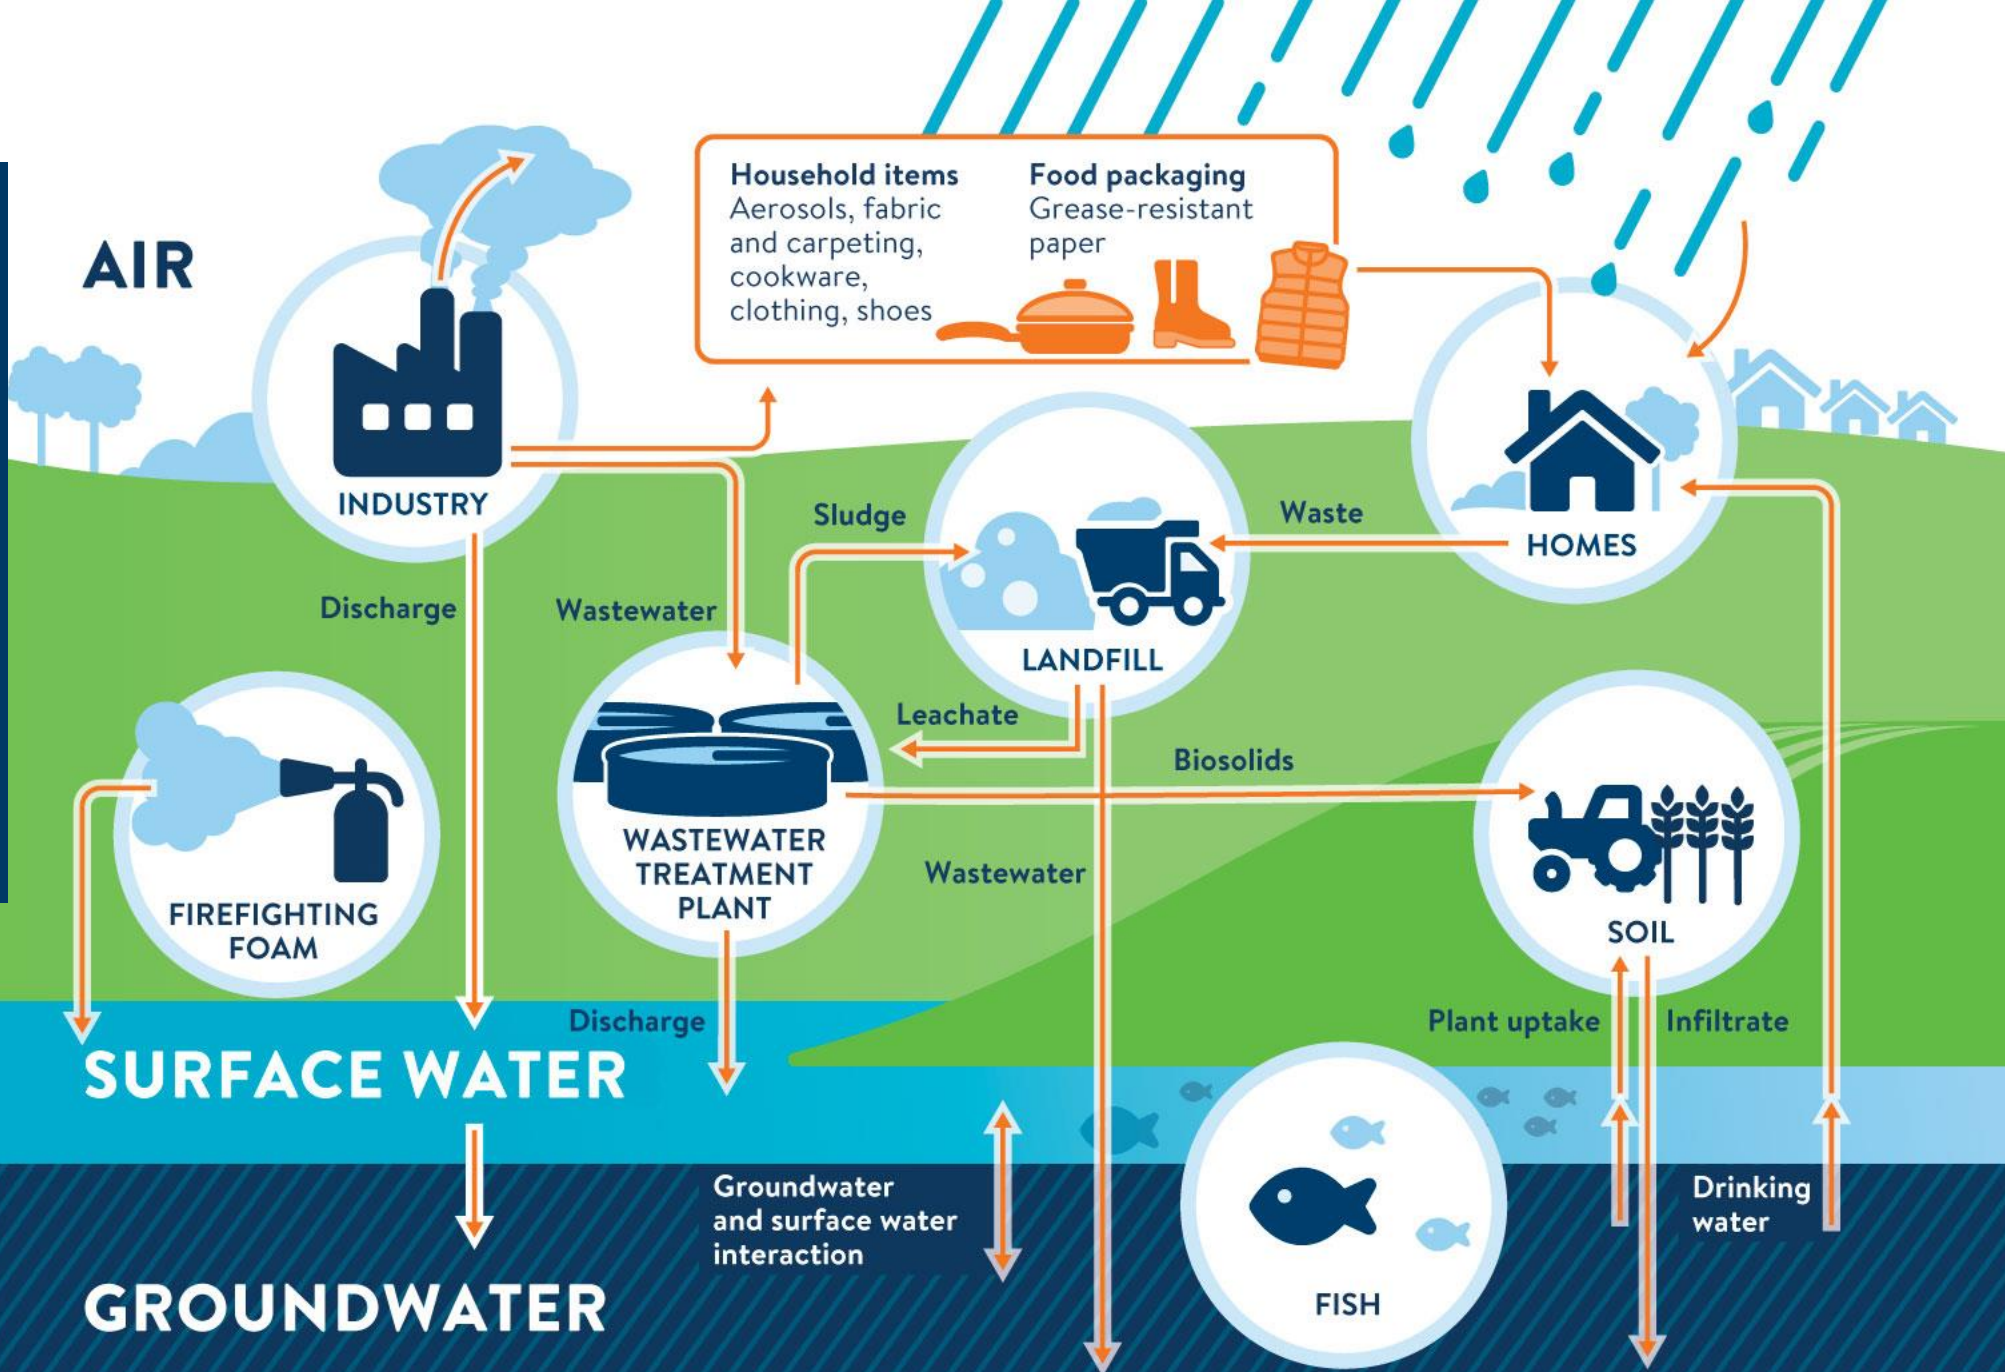 AIR
Household items
Aerosols, fabric
and carpeting,
cookware,
clothing, shoes
Food packaging
Grease-resistant
paper
INDUSTRY
Sludge
Waste
HOMES
Discharge
Wastewater
LANDFILL
Leachate
Biosolids
WASTEWATER
TREATMENT
PLANT
Wastewater
FIREFIGHTING
FOAM
SOIL
Discharge
Plant uptake
Infiltrate
SURFACE WATER
Groundwater
and surface water
interaction
Drinking
water
GROUNDWATER
FISH